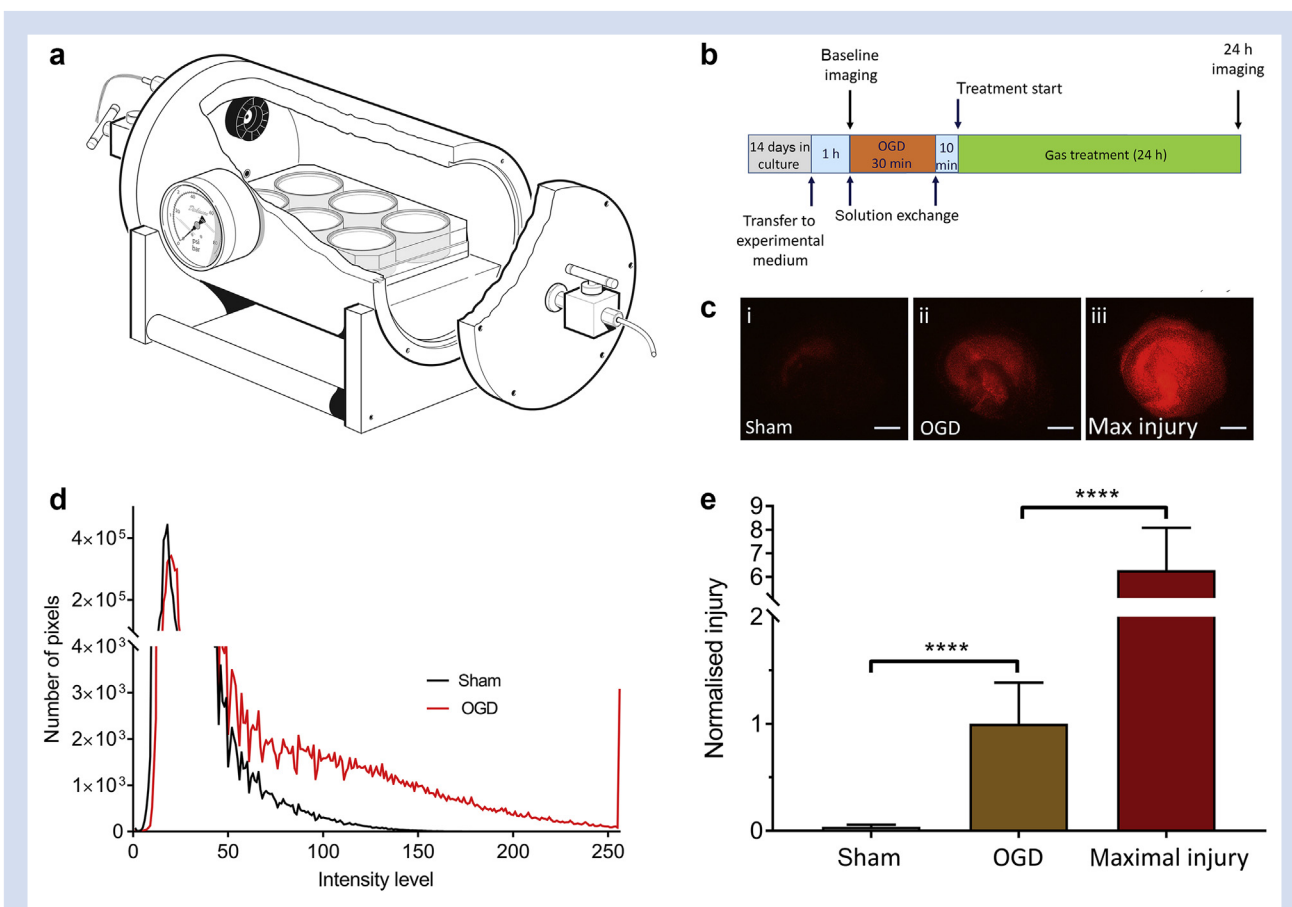 a
psi
bar
b
Baseline
imaging
24 h
imaging
Treatment start
14 days in
culture
1 h
OGD
30 min
10
min
Gas treatment (24 h)
Transfer to
experimental
medium
Solution exchange
c
i
Sham
ii
OGD
iii
Max injury
d
Number of pixels
4×10⁵
2×10⁵
4×10³
3×10³
2×10³
1×10³
0
0 50 100 150 200 250
Intensity level
Sham
OGD
e
Normalised injury
9
8
7
6
2
1
0
****
****
Sham OGD Maximal injury